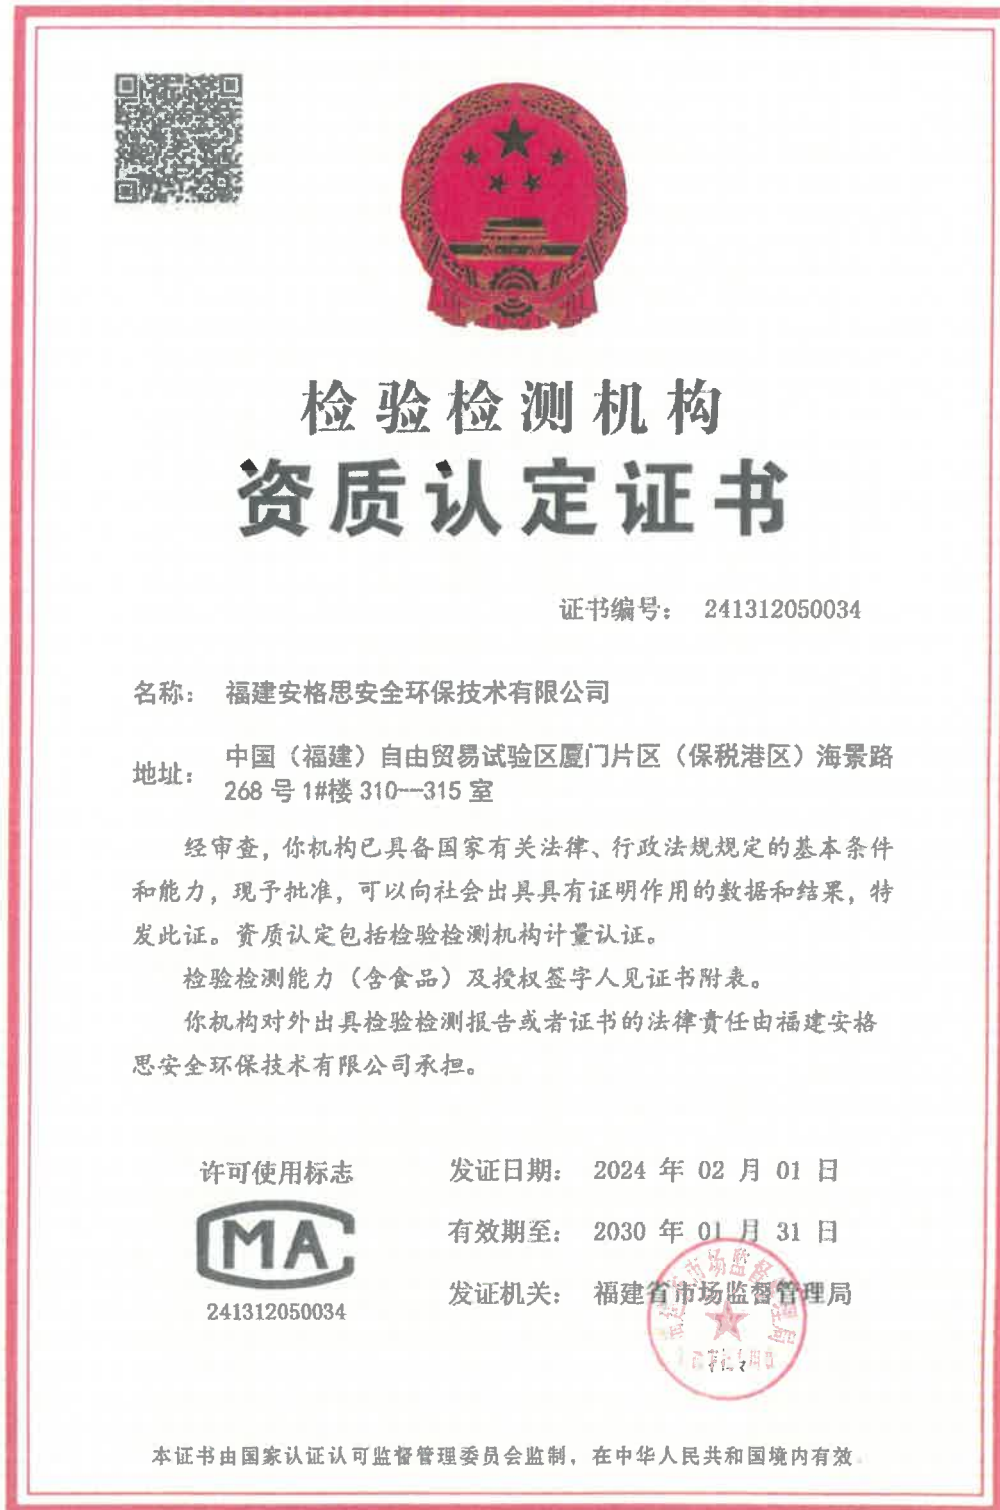 检验检测机构
资质认定证书
证书编号： 241312050034
名称： 福建安格思安全环保技术有限公司
地址： 中国（福建）自由贸易试验区厦门片区（保税港区）海景路
268 号 1#楼 310—315 室
经审查，你机构已具备国家有关法律、行政法规规定的基本条件
和能力，现予批准，可以向社会出具具有证明作用的数据和结果，特
发此证。资质认定包括检验检测机构计量认证。
检验检测能力（含食品）及授权签字人见证书附表。
你机构对外出具检验检测报告或者证书的法律责任由福建安格
思安全环保技术有限公司承担。
许可使用标志
MA
241312050034
发证日期： 2024 年 02 月 01 日
有效期至： 2030 年 01 月 31 日
发证机关： 福建省市场监督管理局
本证书由国家认证认可监督管理委员会监制，在中华人民共和国境内有效。